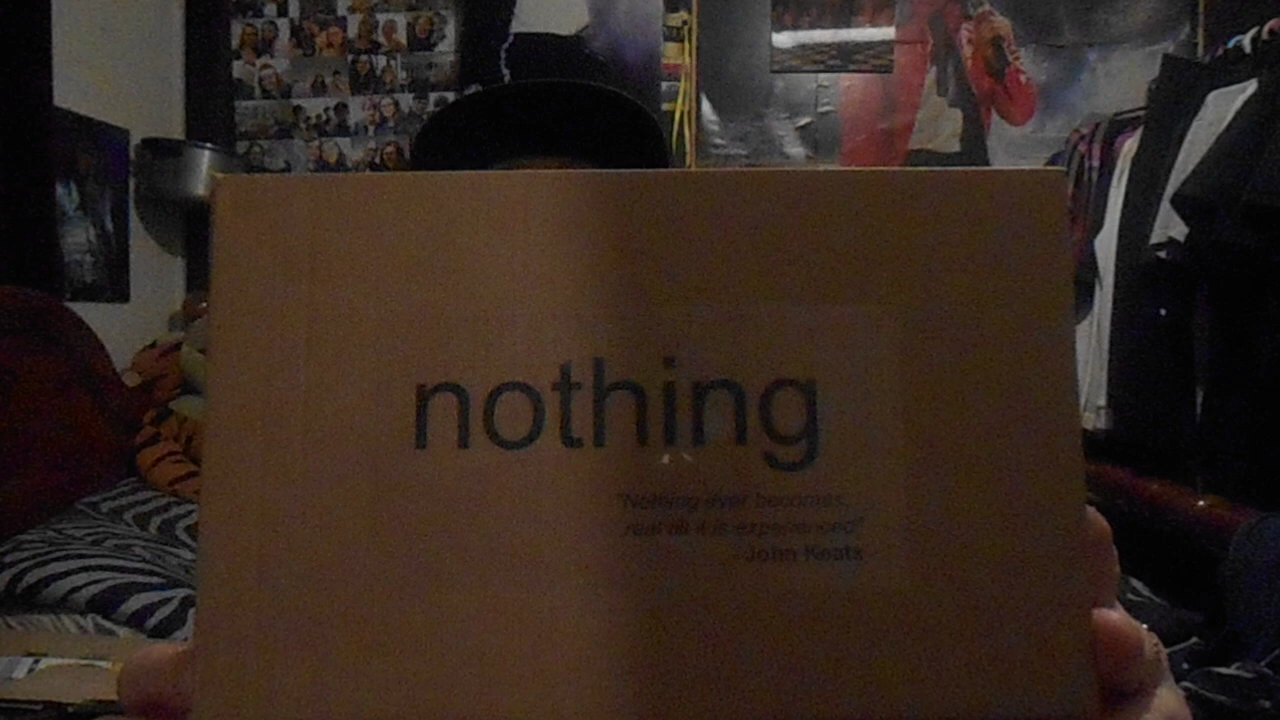 nothing
"Nothing ever becomes
real till it is experienced"
-John Keats